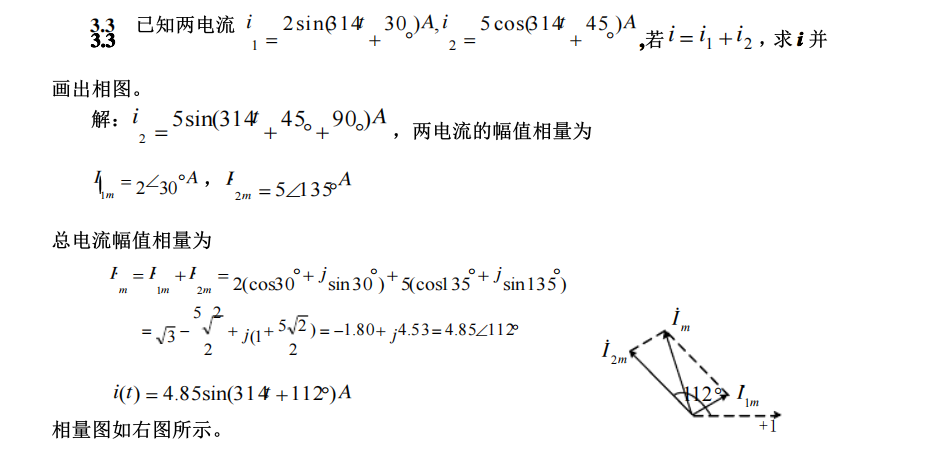 3.3 已知两电流 i₁ = 2sin(314t + 30°)A, i₂ = 5cos(314t + 45°)A ,若 i = i₁ + i₂ ，求 i 并
画出相图。
解：i₂ = 5sin(314t + 45° + 90°)A ，两电流的幅值相量为
İ₁m = 2∠30°A ，İ₂m = 5∠135°A
总电流幅值相量为
İm = İ₁m + İ₂m = 2(cos30° + jsin30°) + 5(cos135° + jsin135°)
= √3 − 5√2/2 + j(1 + 5√2/2) = −1.80 + j4.53 = 4.85∠112°
i(t) = 4.85sin(314t + 112°)A
相量图如右图所示。
İm
İ₂m
112°
İ₁m
+1